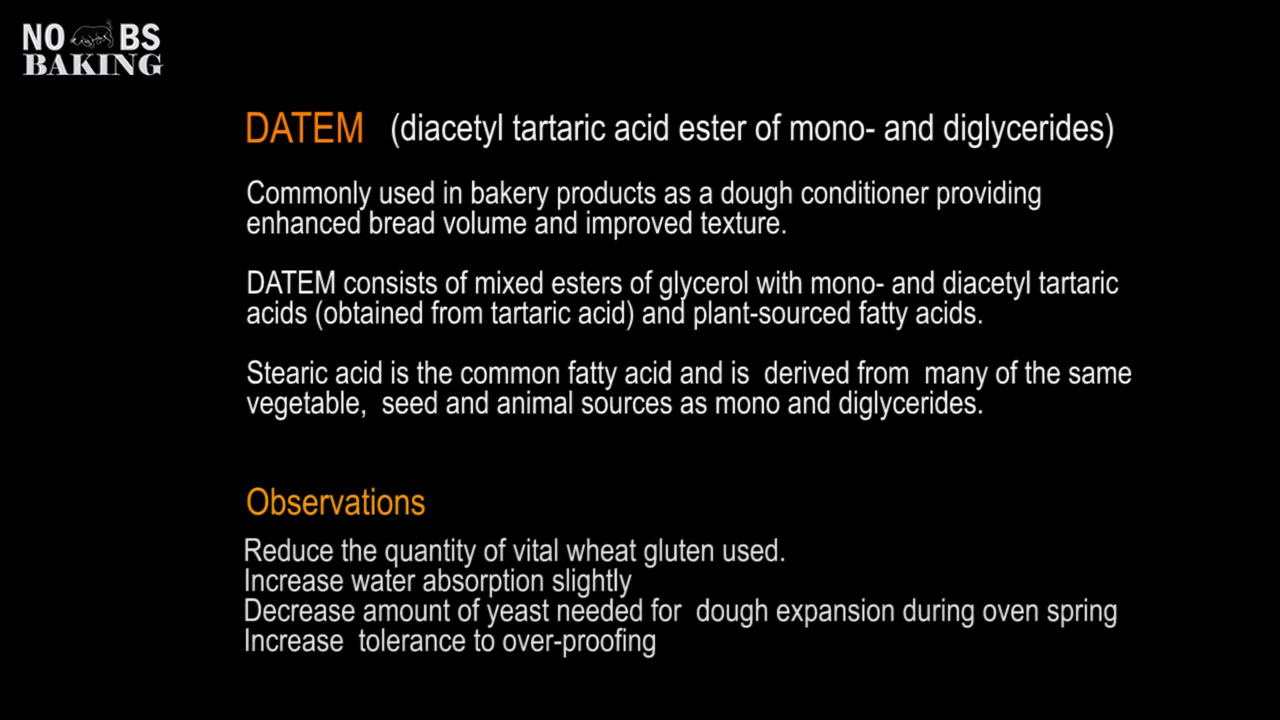 NO BS
BAKING
DATEM (diacetyl tartaric acid ester of mono- and diglycerides)
Commonly used in bakery products as a dough conditioner providing
enhanced bread volume and improved texture.
DATEM consists of mixed esters of glycerol with mono- and diacetyl tartaric
acids (obtained from tartaric acid) and plant-sourced fatty acids.
Stearic acid is the common fatty acid and is derived from many of the same
vegetable, seed and animal sources as mono and diglycerides.
Observations
Reduce the quantity of vital wheat gluten used.
Increase water absorption slightly
Decrease amount of yeast needed for dough expansion during oven spring
Increase tolerance to over-proofing